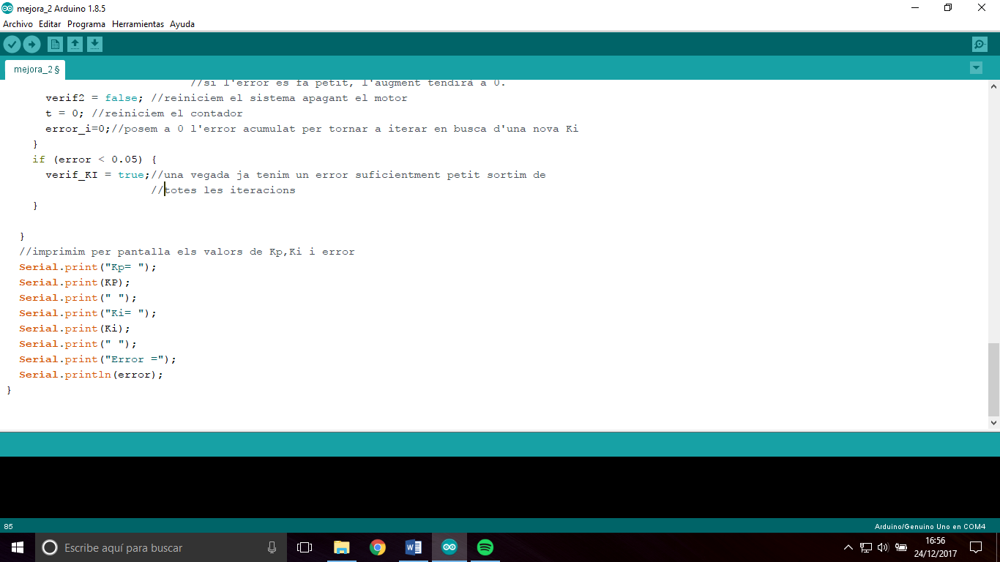 mejora_2 Arduino 1.8.5
Archivo Editar Programa Herramientas Ayuda
mejora_2 §
//si l'error es fa petit, l'augment tendirà a 0.
verif2 = false; //reiniciem el sistema apagant el motor
t = 0; //reiniciem el contador
error_i=0;//posem a 0 l'error acumulat per tornar a iterar en busca d'una nova Ki
}
if (error < 0.05) {
verif_KI = true;//una vegada ja tenim un error suficientment petit sortim de
//totes les iteracions
}
}
//imprimim per pantalla els valors de Kp,Ki i error
Serial.print("Kp= ");
Serial.print(KP);
Serial.print(" ");
Serial.print("Ki= ");
Serial.print(Ki);
Serial.print(" ");
Serial.print("Error =");
Serial.println(error);
}
85
Arduino/Genuino Uno en COM4
Escribe aquí para buscar
16:56
24/12/2017